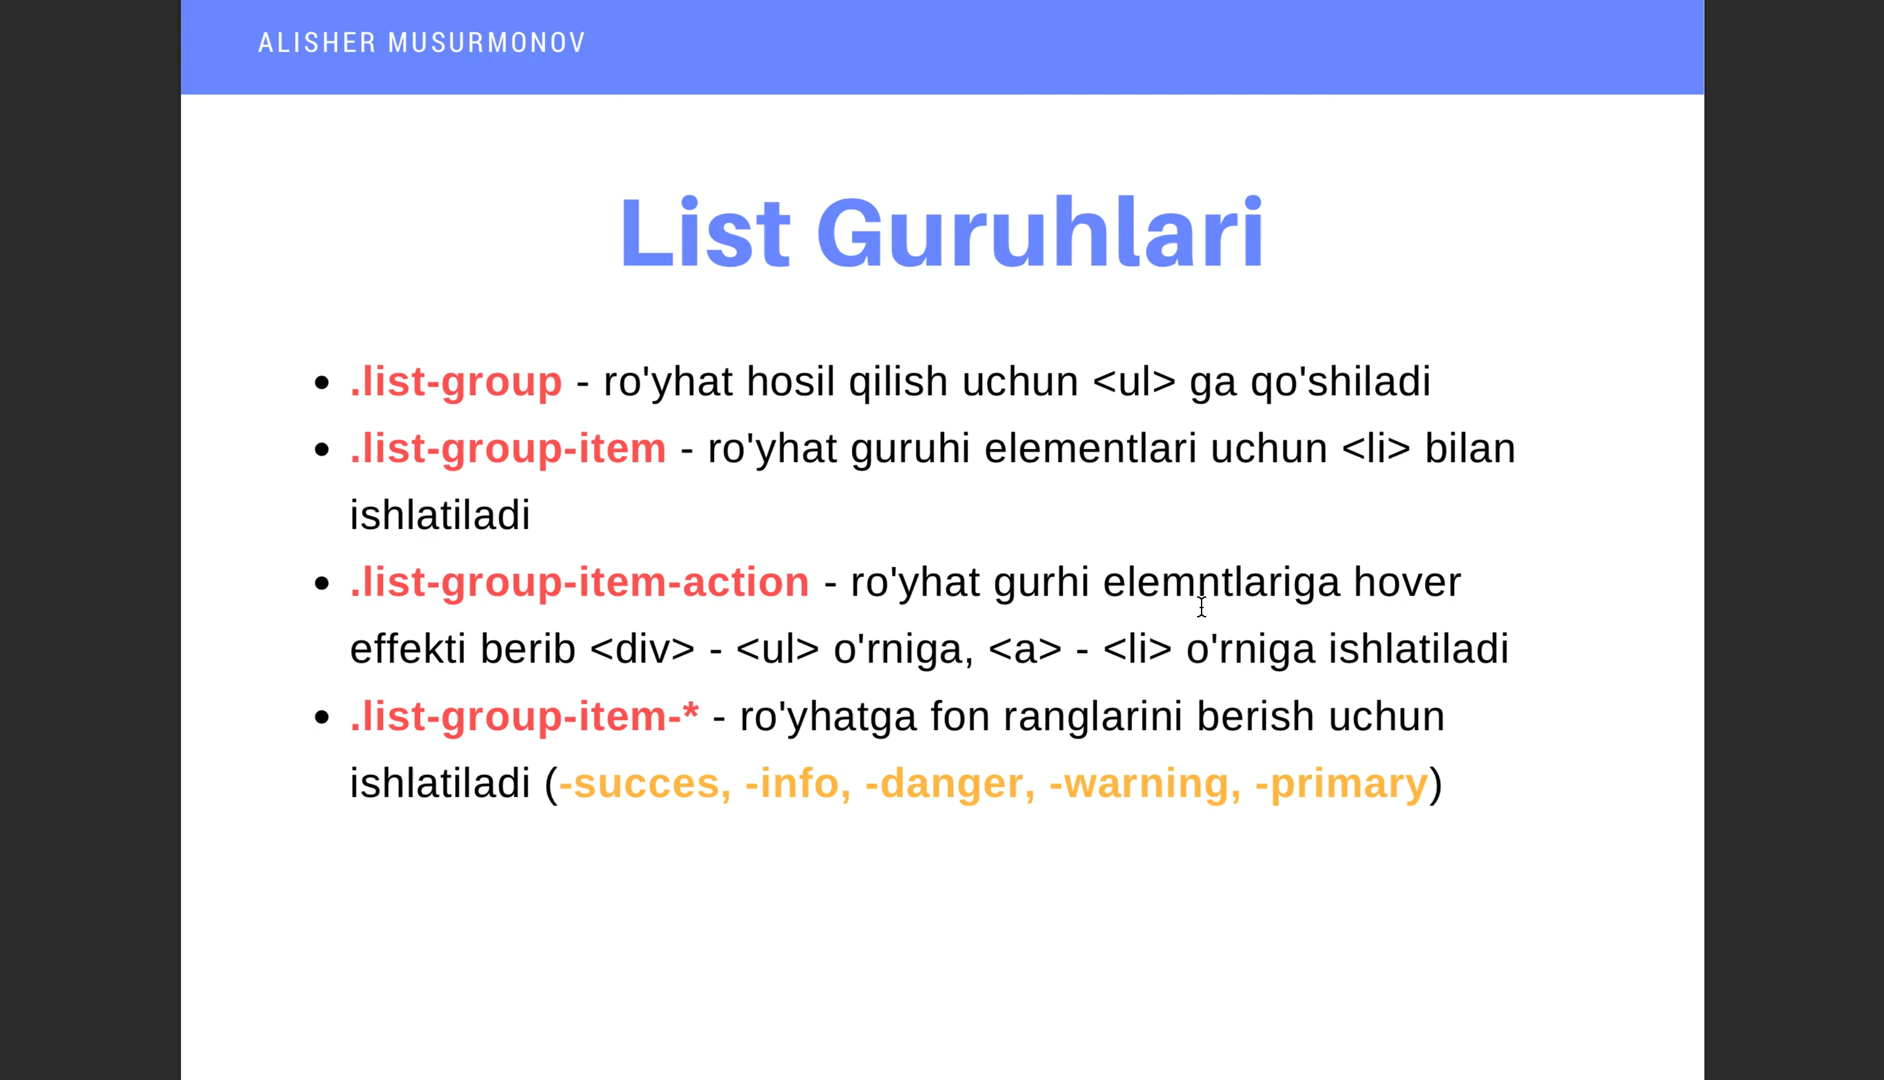 ALISHER MUSURMONOV
List Guruhlari
• .list-group - ro'yhat hosil qilish uchun <ul> ga qo'shiladi
• .list-group-item - ro'yhat guruhi elementlari uchun <li> bilan
ishlatiladi
• .list-group-item-action - ro'yhat gurhi elemntlariga hover
effekti berib <div> - <ul> o'rniga, <a> - <li> o'rniga ishlatiladi
• .list-group-item-* - ro'yhatga fon ranglarini berish uchun
ishlatiladi (-succes, -info, -danger, -warning, -primary)